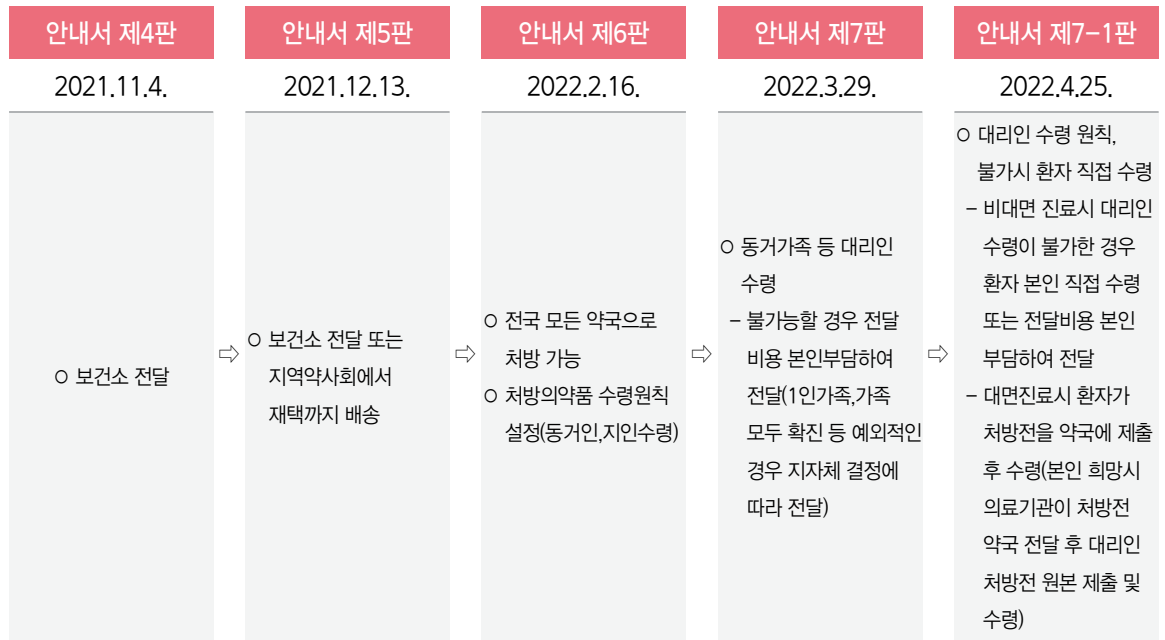 안내서 제4판
2021.11.4.
ㅇ 보건소 전달
⇨
안내서 제5판
2021.12.13.
ㅇ 보건소 전달 또는
지역약사회에서
재택까지 배송
⇨
안내서 제6판
2022.2.16.
ㅇ 전국 모든 약국으로
처방 가능
ㅇ 처방의약품 수령원칙
설정(동거인,지인수령)
⇨
안내서 제7판
2022.3.29.
ㅇ 동거가족 등 대리인
수령
- 불가능할 경우 전달
비용 본인부담하여
전달(1인가족,가족
모두 확진 등 예외적인
경우 지자체 결정에
따라 전달)
⇨
안내서 제7-1판
2022.4.25.
ㅇ 대리인 수령 원칙,
불가시 환자 직접 수령
- 비대면 진료시 대리인
수령이 불가한 경우
환자 본인 직접 수령
또는 전달비용 본인
부담하여 전달
- 대면진료시 환자가
처방전을 약국에 제출
후 수령(본인 희망시
의료기관이 처방전
약국 전달 후 대리인
처방전 원본 제출 및
수령)